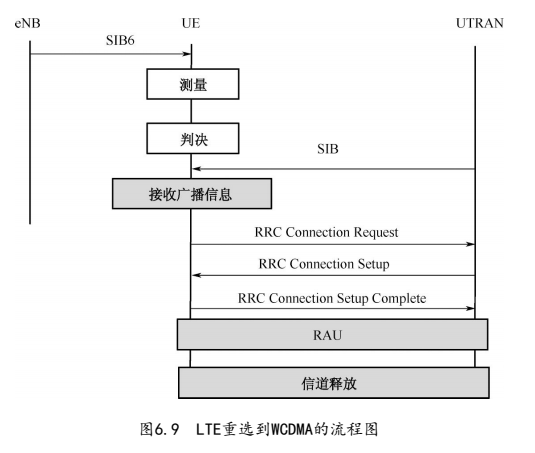 eNB UE UTRAN
SIB6
测量
判决
SIB
接收广播信息
RRC Connection Request
RRC Connection Setup
RRC Connection Setup Complete
RAU
信道释放
图6.9 LTE重选到WCDMA的流程图